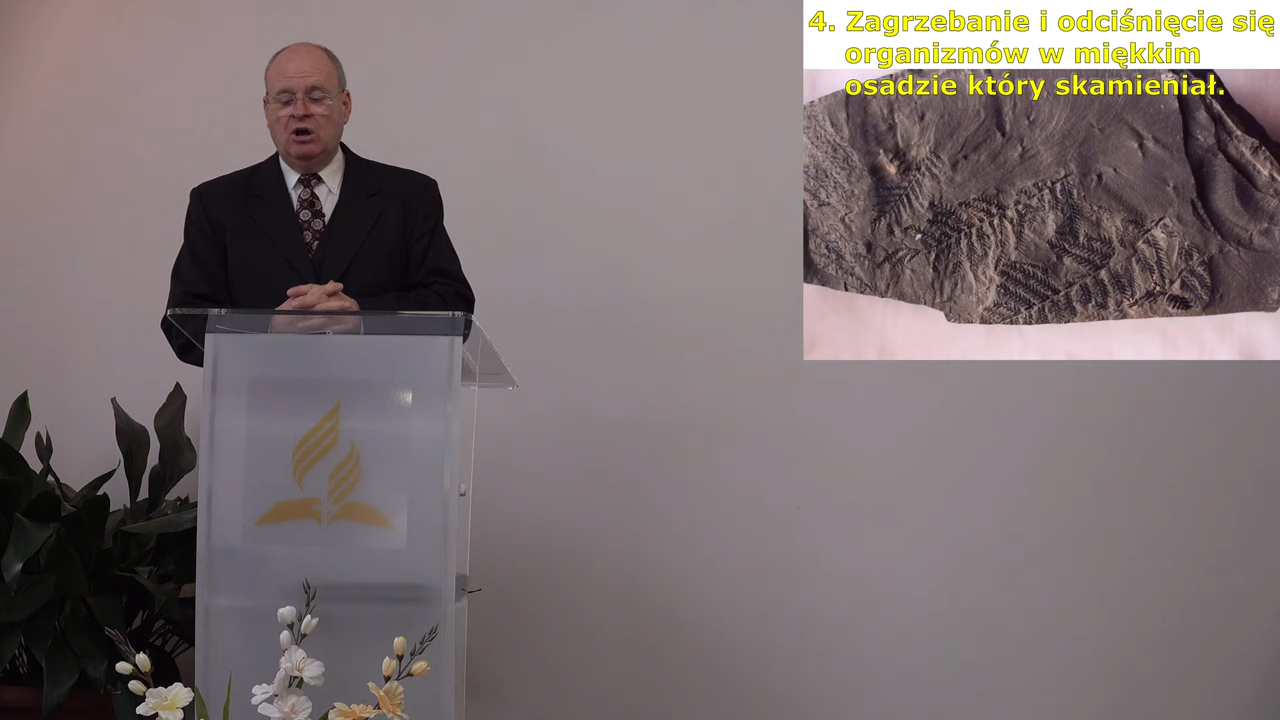 4. Zagrzebanie i odciśnięcie się
organizmów w miękkim
osadzie który skamieniał.